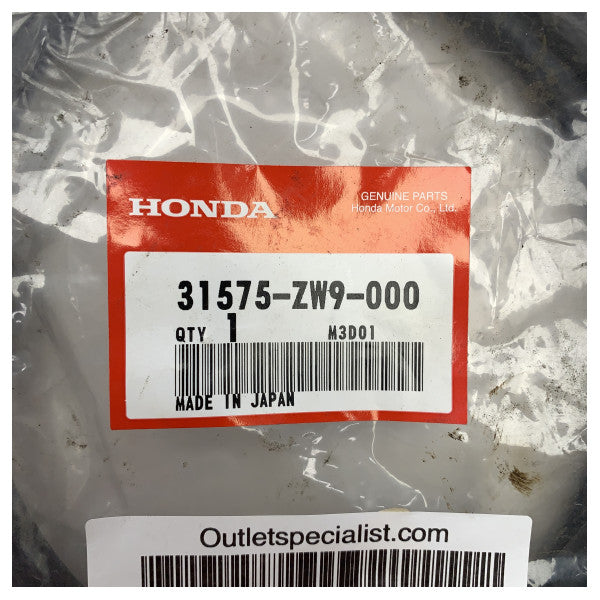 HONDA
GENUINE PARTS
Honda Motor Co., Ltd.
31575-ZW9-000
QTY 1 M3D01
MADE IN JAPAN
Outletspecialist.com